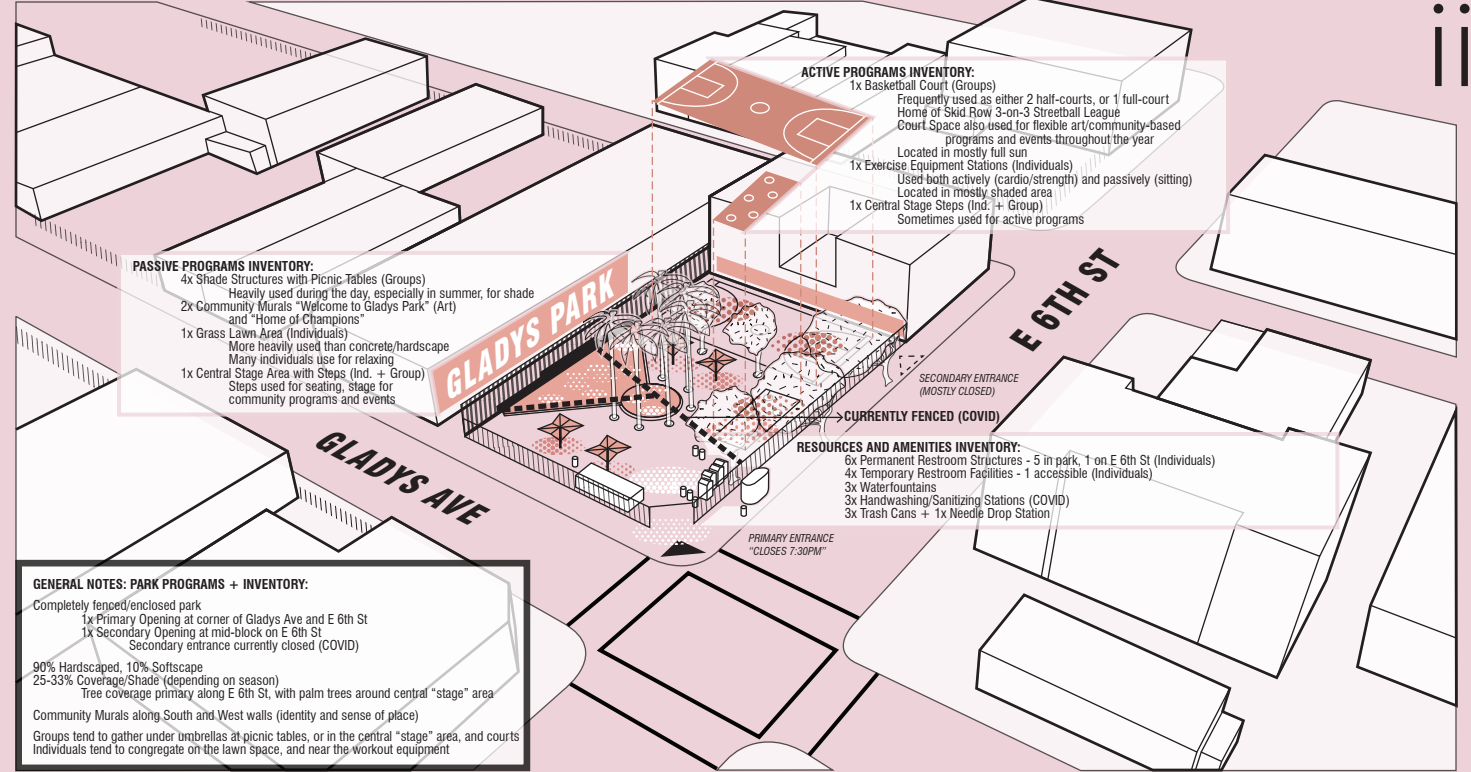 ii
ACTIVE PROGRAMS INVENTORY:
1x Basketball Court (Groups)
Frequently used as either 2 half-courts, or 1 full-court
Home of Skid Row 3-on-3 Streetball League
Court Space also used for flexible art/community-based
programs and events throughout the year
Located in mostly full sun
1x Exercise Equipment Stations (Individuals)
Used both actively (cardio/strength) and passively (sitting)
Located in mostly shaded area
1x Central Stage Steps (Ind. + Group)
Sometimes used for active programs
PASSIVE PROGRAMS INVENTORY:
4x Shade Structures with Picnic Tables (Groups)
Heavily used during the day, especially in summer, for shade
2x Community Murals “Welcome to Gladys Park” (Art)
and “Home of Champions”
1x Grass Lawn Area (Individuals)
More heavily used than concrete/hardscape
Many individuals use for relaxing
1x Central Stage Area with Steps (Ind. + Group)
Steps used for seating, stage for
community programs and events
GLADYS PARK
E 6TH ST
SECONDARY ENTRANCE
(MOSTLY CLOSED)
CURRENTLY FENCED (COVID)
GLADYS AVE
RESOURCES AND AMENITIES INVENTORY:
6x Permanent Restroom Structures - 5 in park, 1 on E 6th St (Individuals)
4x Temporary Restroom Facilities - 1 accessible (Individuals)
3x Waterfountains
3x Handwashing/Sanitizing Stations (COVID)
3x Trash Cans + 1x Needle Drop Station
PRIMARY ENTRANCE
“CLOSES 7:30PM”
GENERAL NOTES: PARK PROGRAMS + INVENTORY:
Completely fenced/enclosed park
1x Primary Opening at corner of Gladys Ave and E 6th St
1x Secondary Opening at mid-block on E 6th St
Secondary entrance currently closed (COVID)
90% Hardscaped, 10% Softscape
25-33% Coverage/Shade (depending on season)
Tree coverage primary along E 6th St, with palm trees around central “stage” area
Community Murals along South and West walls (identity and sense of place)
Groups tend to gather under umbrellas at picnic tables, or in the central “stage” area, and courts
Individuals tend to congregate on the lawn space, and near the workout equipment